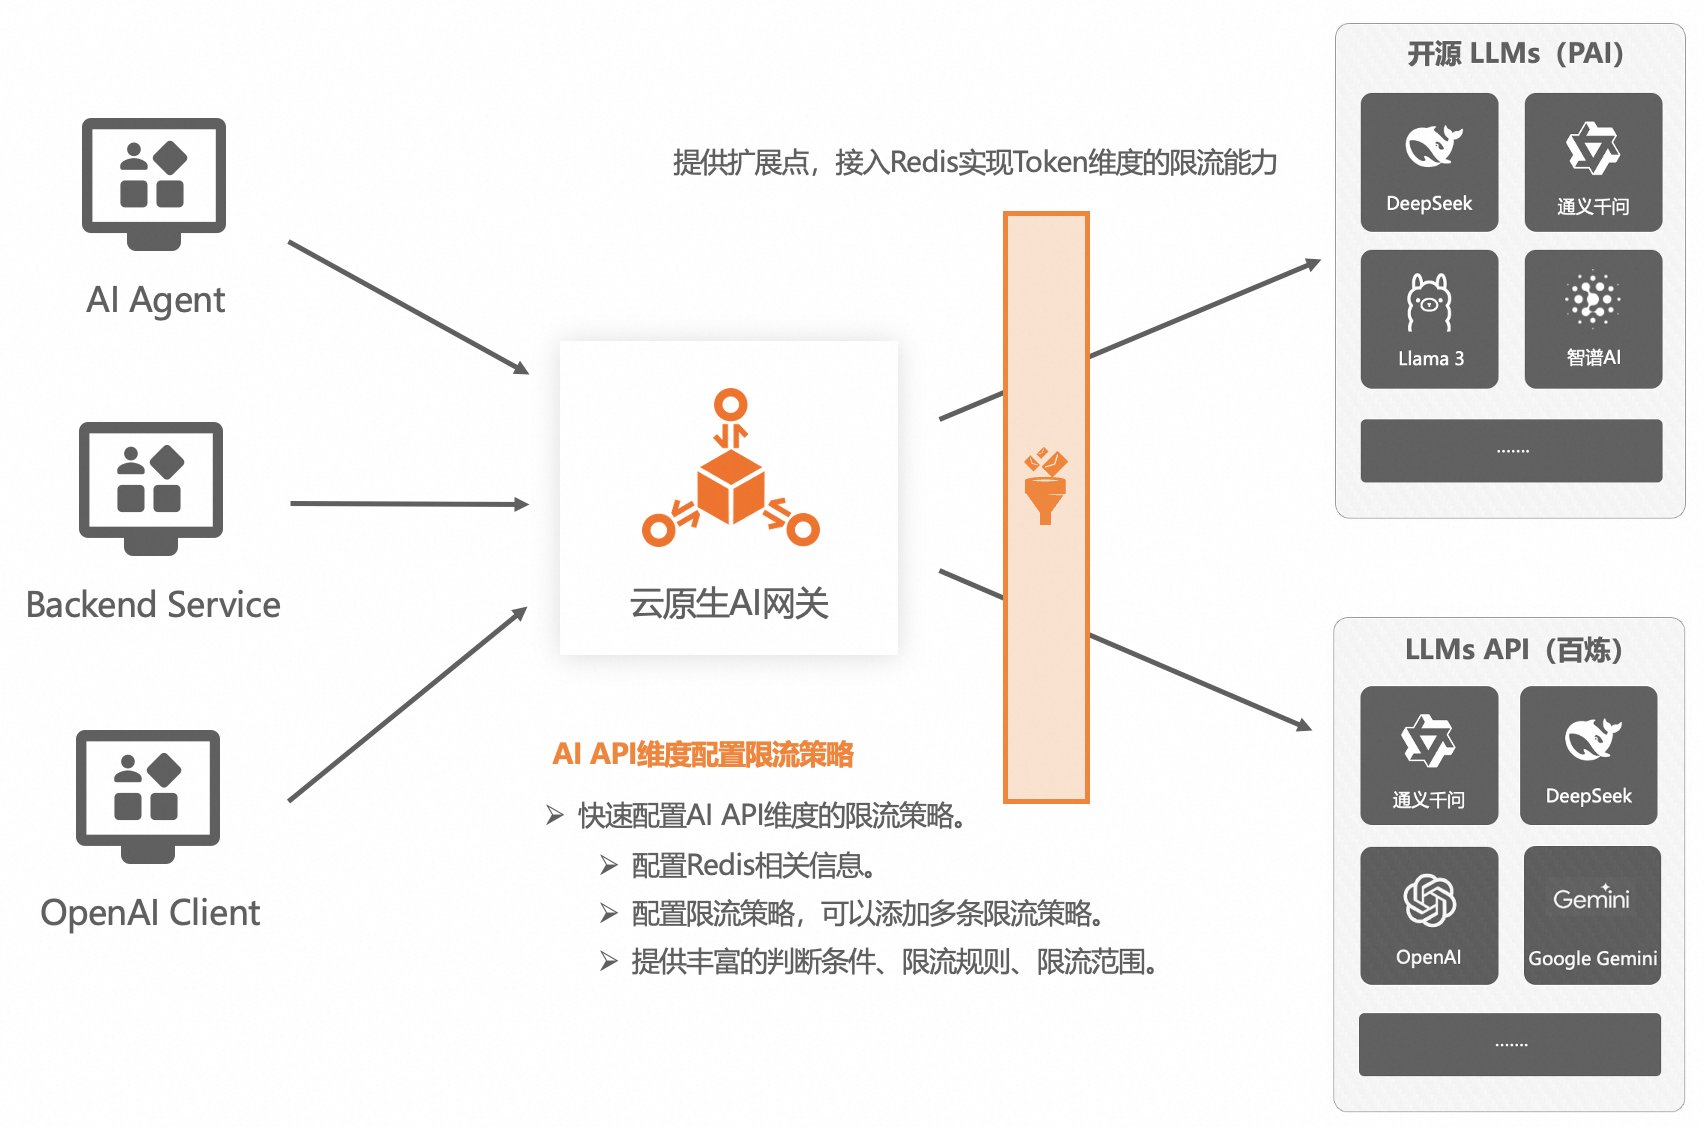 AI Agent
Backend Service
OpenAI Client
云原生AI网关
提供扩展点，接入Redis实现Token维度的限流能力
AI API维度配置限流策略
快速配置AI API维度的限流策略。
配置Redis相关信息。
配置限流策略，可以添加多条限流策略。
提供丰富的判断条件、限流规则、限流范围。
开源 LLMs（PAI）
DeepSeek
通义千问
Llama 3
智谱AI
.......
LLMs API（百炼）
通义千问
DeepSeek
OpenAI
Gemini
Google Gemini
.......